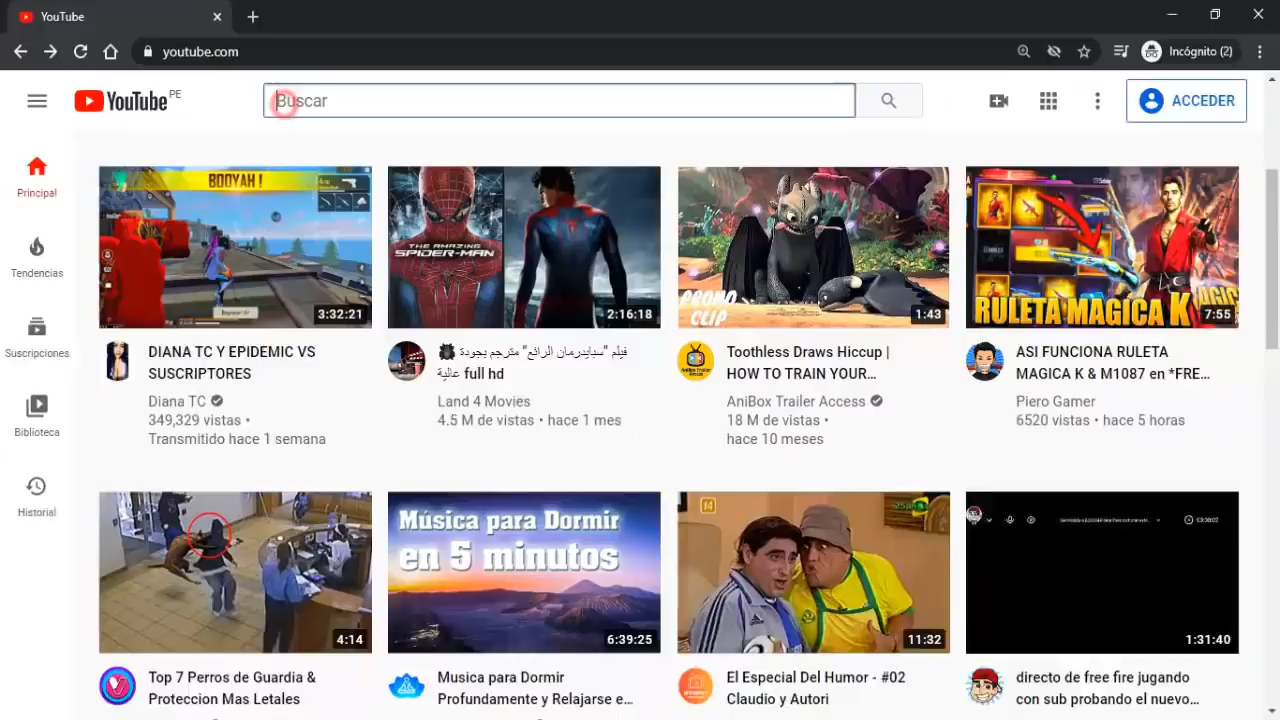 YouTube
youtube.com
Incógnito (2)
YouTube PE
Buscar
ACCEDER
Principal
Tendencias
Suscripciones
Biblioteca
Historial
BOOYAH !
3:32:21
THE AMAZING
SPIDER-MAN
2:16:18
PROMO
CLIP
1:43
RULETA MAGICA K
7:55
DIANA TC Y EPIDEMIC VS
SUSCRIPTORES
Diana TC
349,329 vistas •
Transmitido hace 1 semana
فيلم "سبايدرمان الرائع" مترجم بجودة 🕷
عالية full hd
Land 4 Movies
4.5 M de vistas • hace 1 mes
Toothless Draws Hiccup |
HOW TO TRAIN YOUR...
AniBox Trailer Access
18 M de vistas •
hace 10 meses
ASI FUNCIONA RULETA
MAGICA K & M1087 en *FRE...
Piero Gamer
6520 vistas • hace 5 horas
4:14
Música para Dormir
en 5 minutos
6:39:25
14
11:32
1:31:40
Top 7 Perros de Guardia &
Proteccion Mas Letales
Musica para Dormir
Profundamente y Relajarse e...
El Especial Del Humor - #02
Claudio y Autori
directo de free fire jugando
con sub probando el nuevo...